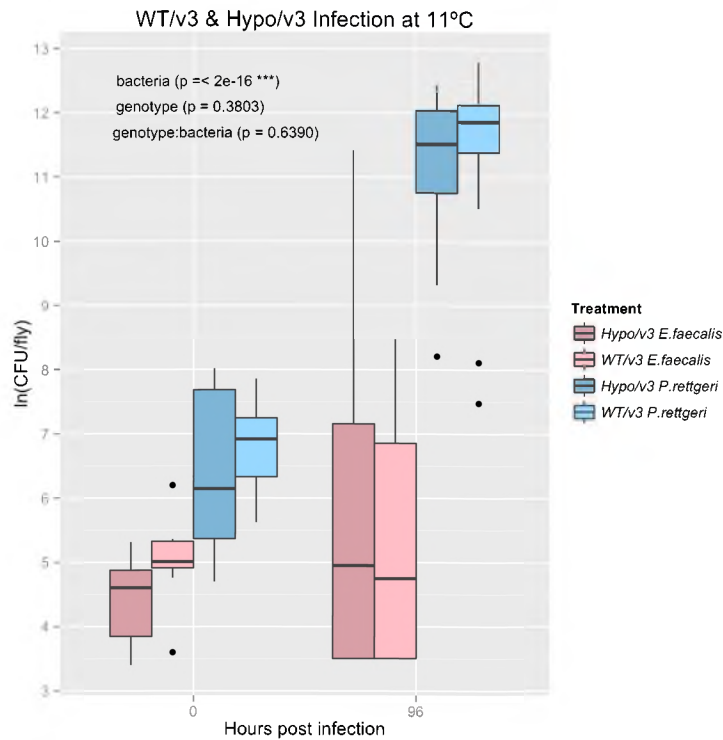 WT/v3 & Hypo/v3 Infection at 11ºC
bacteria (p =< 2e-16 ***)
genotype (p = 0.3803)
genotype:bacteria (p = 0.6390)
ln(CFU/fly)
13
12
11
10
9
8
7
6
5
4
3
0
96
Hours post infection
Treatment
Hypo/v3 E.faecalis
WT/v3 E.faecalis
Hypo/v3 P.rettgeri
WT/v3 P.rettgeri